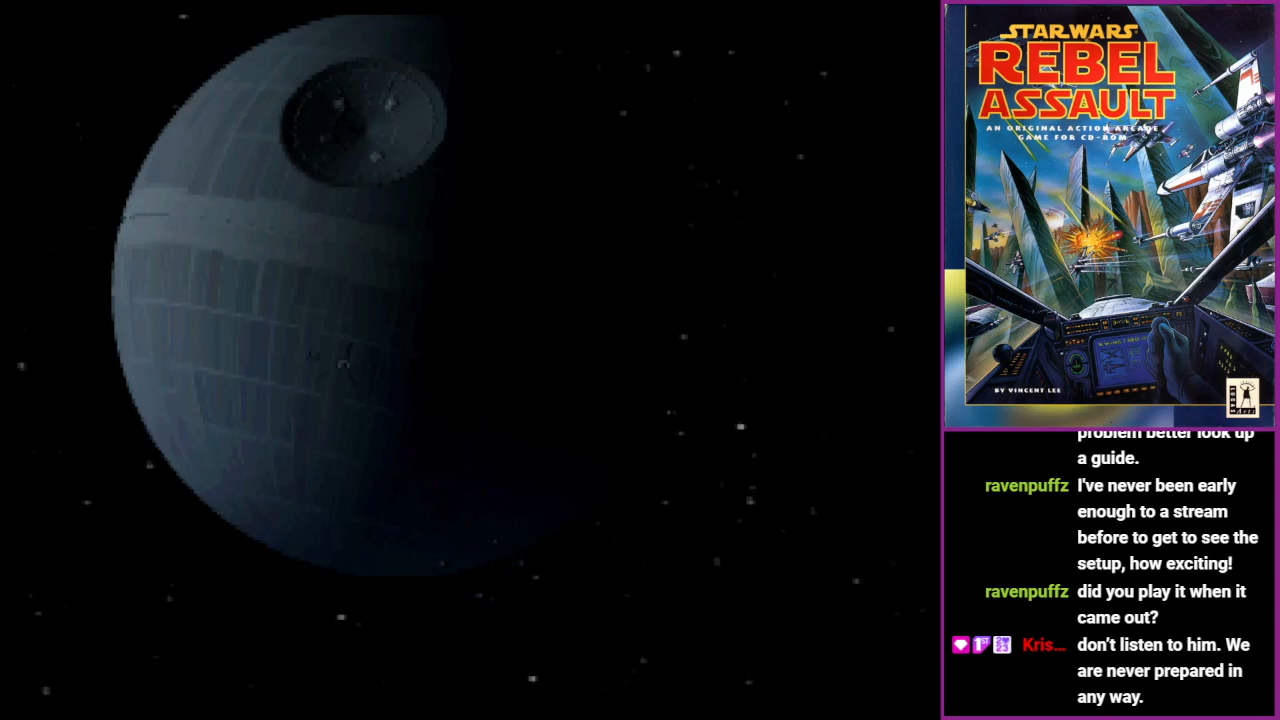 STAR WARS
REBEL
ASSAULT
AN ORIGINAL ACTION ARCADE
GAME FOR CD-ROM
BY VINCENT LEE
problem better look up
a guide.
ravenpuffz I've never been early
enough to a stream
before to get to see the
setup, how exciting!
ravenpuffz did you play it when it
came out?
1ST Kris... don’t listen to him. We
are never prepared in
any way.